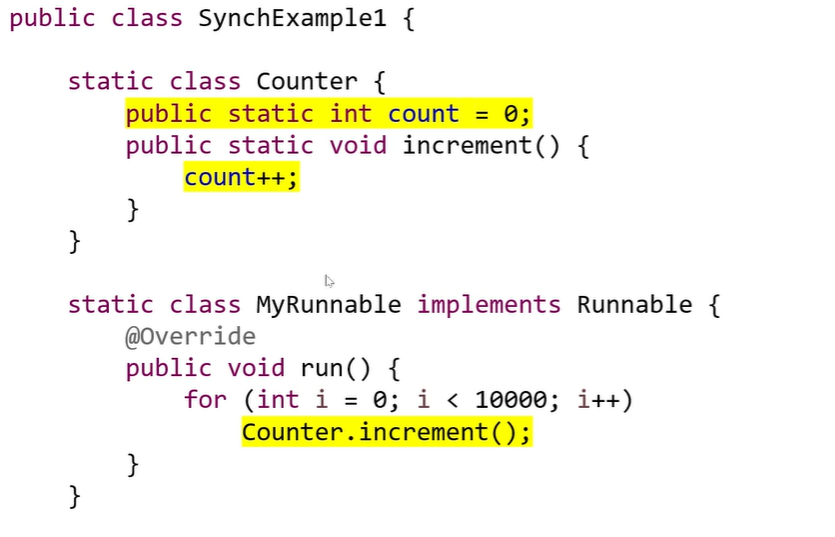 public class SynchExample1 {
static class Counter {
public static int count = 0;
public static void increment() {
count++;
}
}
static class MyRunnable implements Runnable {
@Override
public void run() {
for (int i = 0; i < 10000; i++)
Counter.increment();
}
}